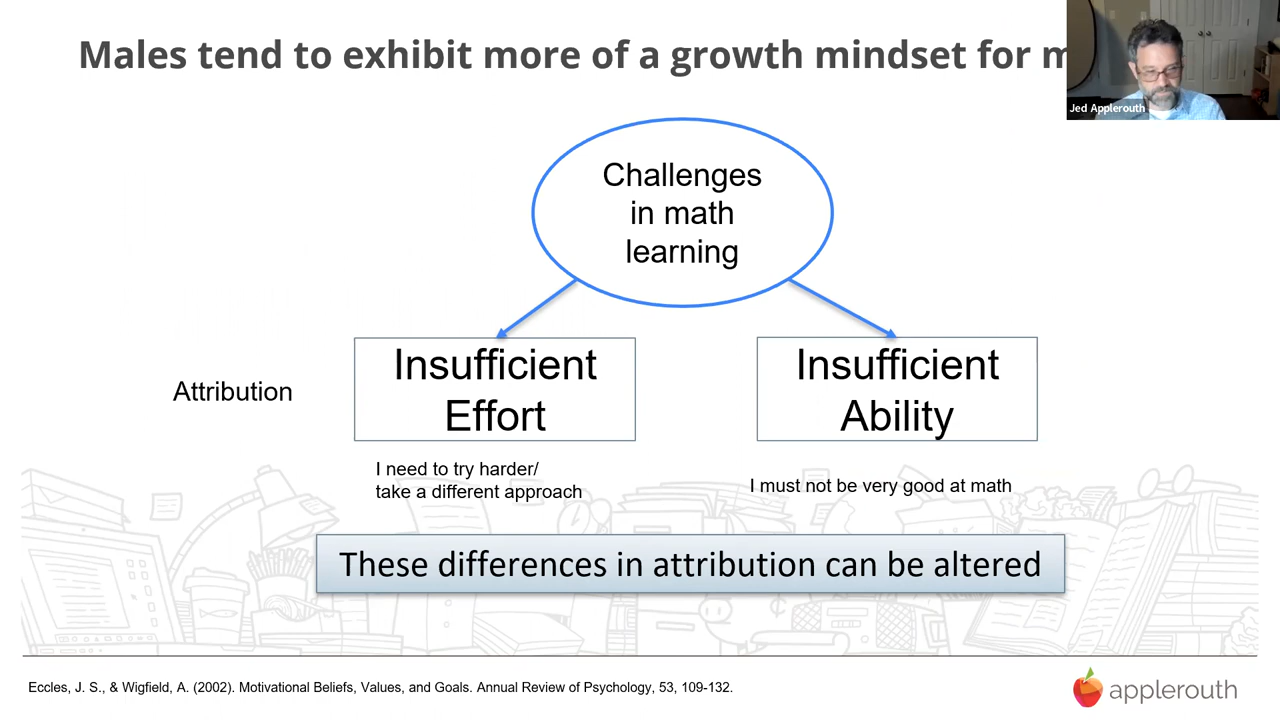 Males tend to exhibit more of a growth mindset for
Jed Applerouth
Challenges
in math
learning
Attribution
Insufficient
Effort
Insufficient
Ability
I need to try harder/
take a different approach
I must not be very good at math
These differences in attribution can be altered
Eccles, J. S., & Wigfield, A. (2002). Motivational Beliefs, Values, and Goals. Annual Review of Psychology, 53, 109-132.
applerouth